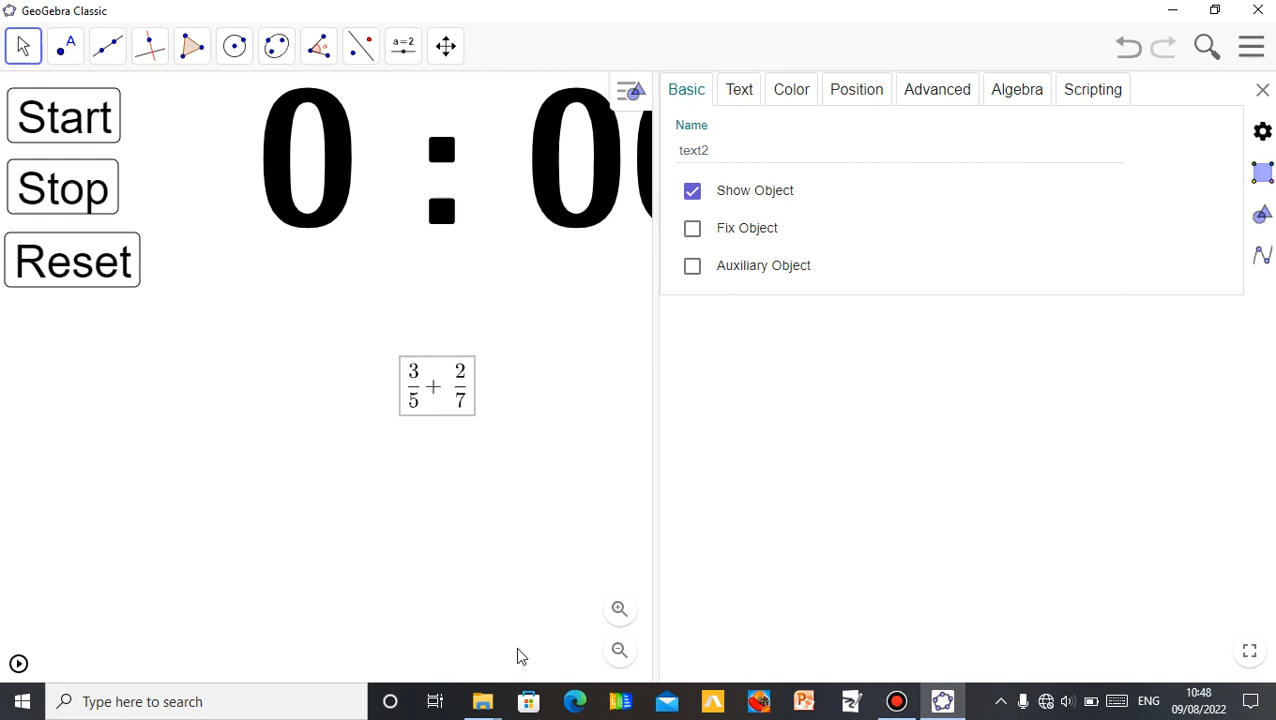 GeoGebra Classic
A
α
a=2
Start
Stop
Reset
0 : 00
3/5 + 2/7
Basic
Text
Color
Position
Advanced
Algebra
Scripting
Name
text2
Show Object
Fix Object
Auxiliary Object
Type here to search
ENG
10:48
09/08/2022